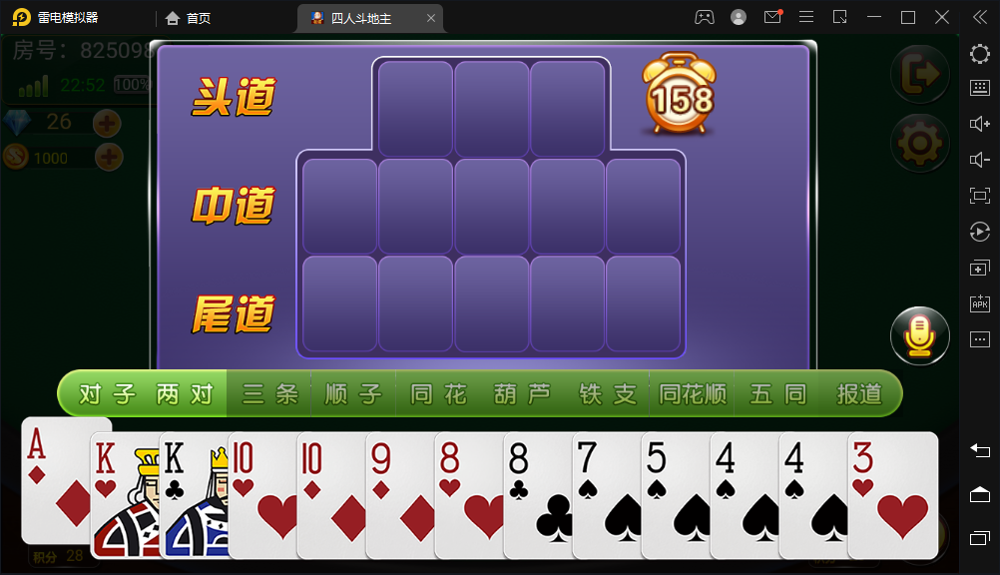 雷电模拟器 首页 四人斗地主
房号：825098
22:52 100%
26
1000
158
头道
中道
尾道
对子 两对 三条 顺子 同花 葫芦 铁支 同花顺 五同 报道
A K K 10 10 9 8 8 7 5 4 4 3
积分 28
APK